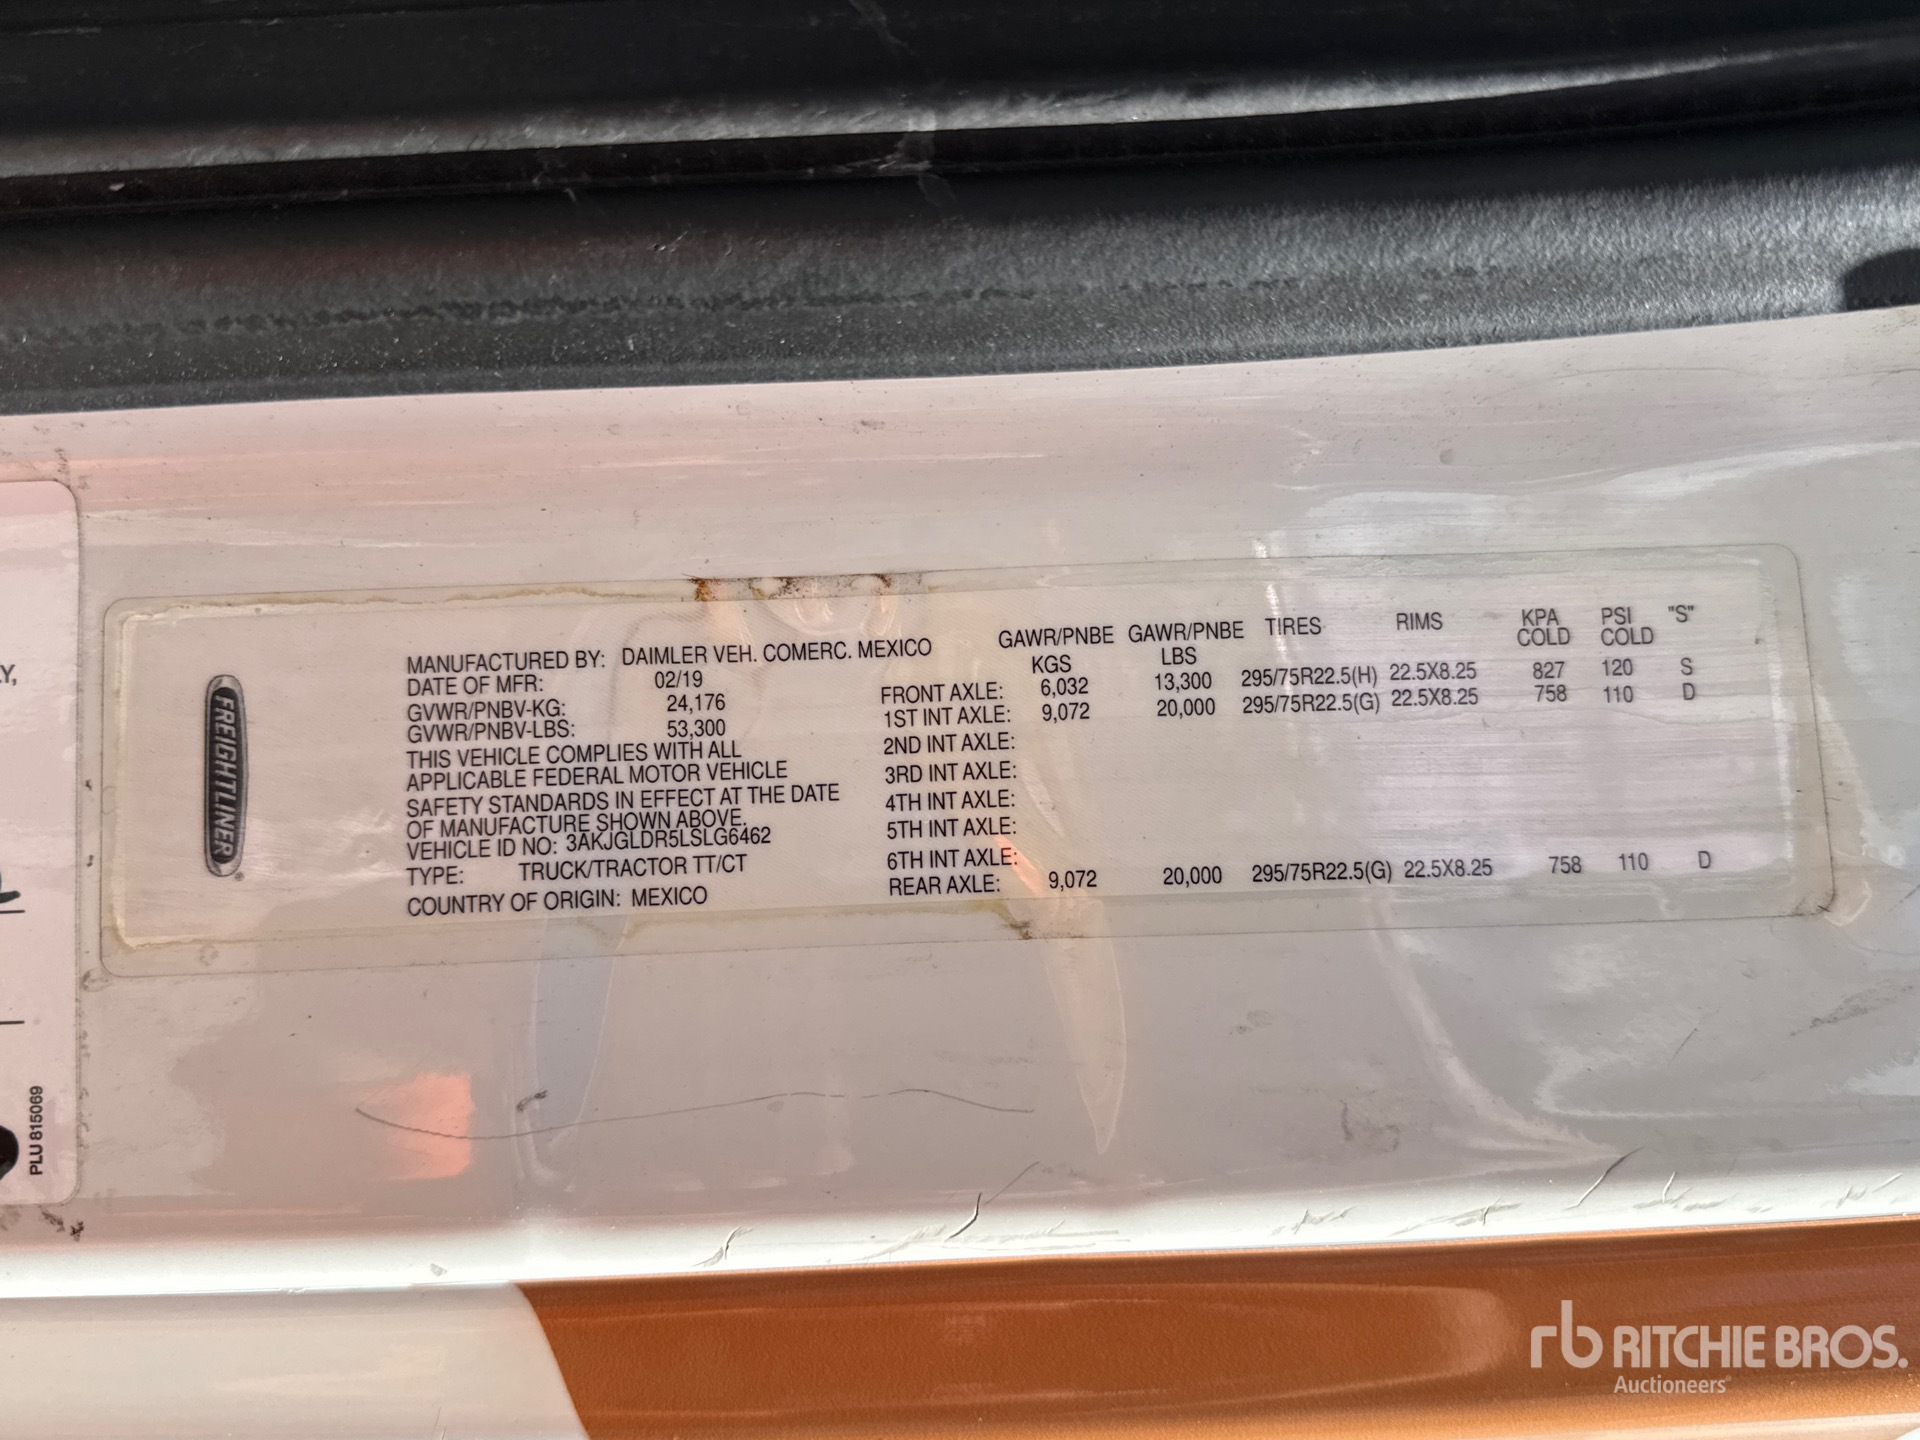 MANUFACTURED BY: DAIMLER VEH. COMERC. MEXICO
DATE OF MFR: 02/19
GVWR/PNBV-KG: 24,176
GVWR/PNBV-LBS: 53,300
THIS VEHICLE COMPLIES WITH ALL
APPLICABLE FEDERAL MOTOR VEHICLE
SAFETY STANDARDS IN EFFECT AT THE DATE
OF MANUFACTURE SHOWN ABOVE.
VEHICLE ID NO: 3AKJGLDR5LSLG6462
TYPE: TRUCK/TRACTOR TT/CT
COUNTRY OF ORIGIN: MEXICO
GAWR/PNBE GAWR/PNBE TIRES RIMS KPA PSI "S"
KGS LBS COLD COLD
FRONT AXLE: 6,032 13,300 295/75R22.5(H) 22.5X8.25 827 120 S
1ST INT AXLE: 9,072 20,000 295/75R22.5(G) 22.5X8.25 758 110 D
2ND INT AXLE:
3RD INT AXLE:
4TH INT AXLE:
5TH INT AXLE:
6TH INT AXLE:
REAR AXLE: 9,072 20,000 295/75R22.5(G) 22.5X8.25 758 110 D
FREIGHTLINER
PLU 815069
rb RITCHIE BROS.
Auctioneers